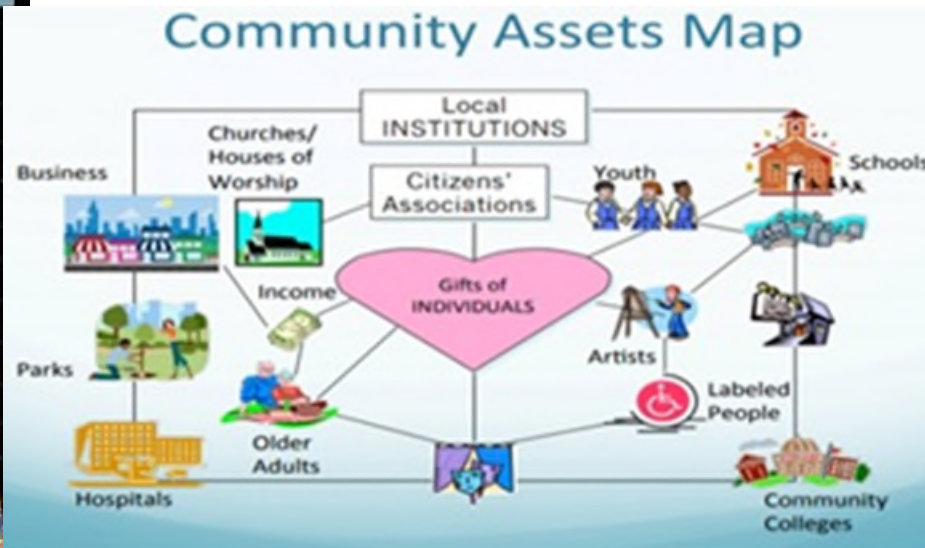 Community Assets Map
Local
INSTITUTIONS
Churches/
Houses of
Worship
Business
Citizens'
Associations
Youth
Schools
Gifts of
INDIVIDUALS
Income
Parks
Artists
Labeled
People
Older
Adults
Hospitals
Community
Colleges